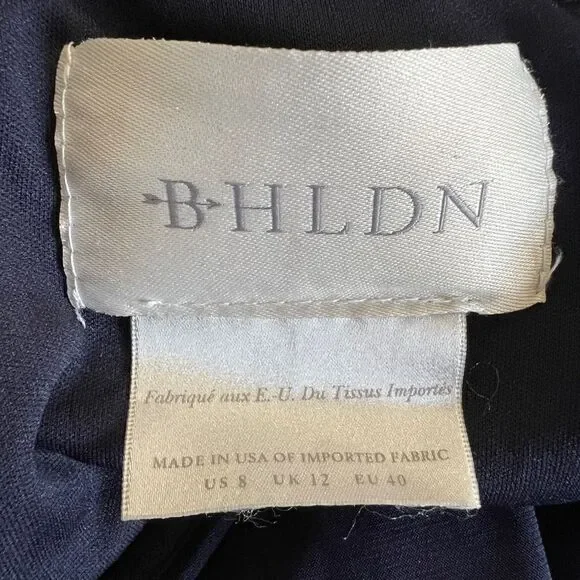 BHLDN
Fabriqué aux E.-U. Du Tissus Importés
MADE IN USA OF IMPORTED FABRIC
US 8 UK 12 EU 40